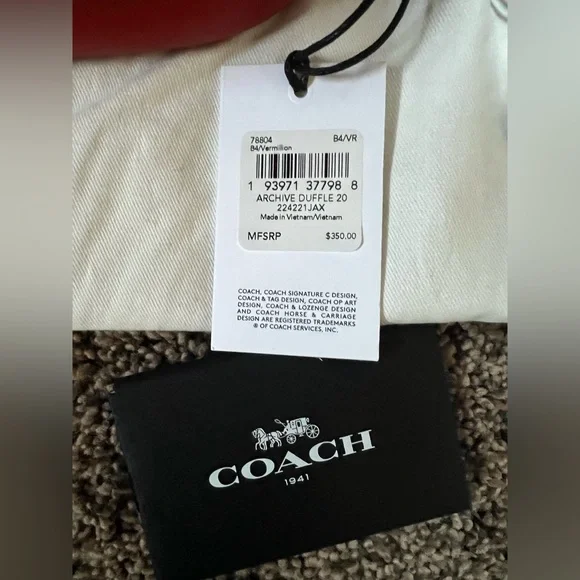 78804 B4/VR
B4/Vermillion
1 93971 37798 8
ARCHIVE DUFFLE 20
224221JAX
Made in Vietnam/Vietnam
MFSRP $350.00
COACH, COACH SIGNATURE C DESIGN,
COACH & TAG DESIGN, COACH OP ART
DESIGN, COACH & LOZENGE DESIGN
AND COACH HORSE & CARRIAGE
DESIGN ARE REGISTERED TRADEMARKS
® OF COACH SERVICES, INC.
COACH
1941